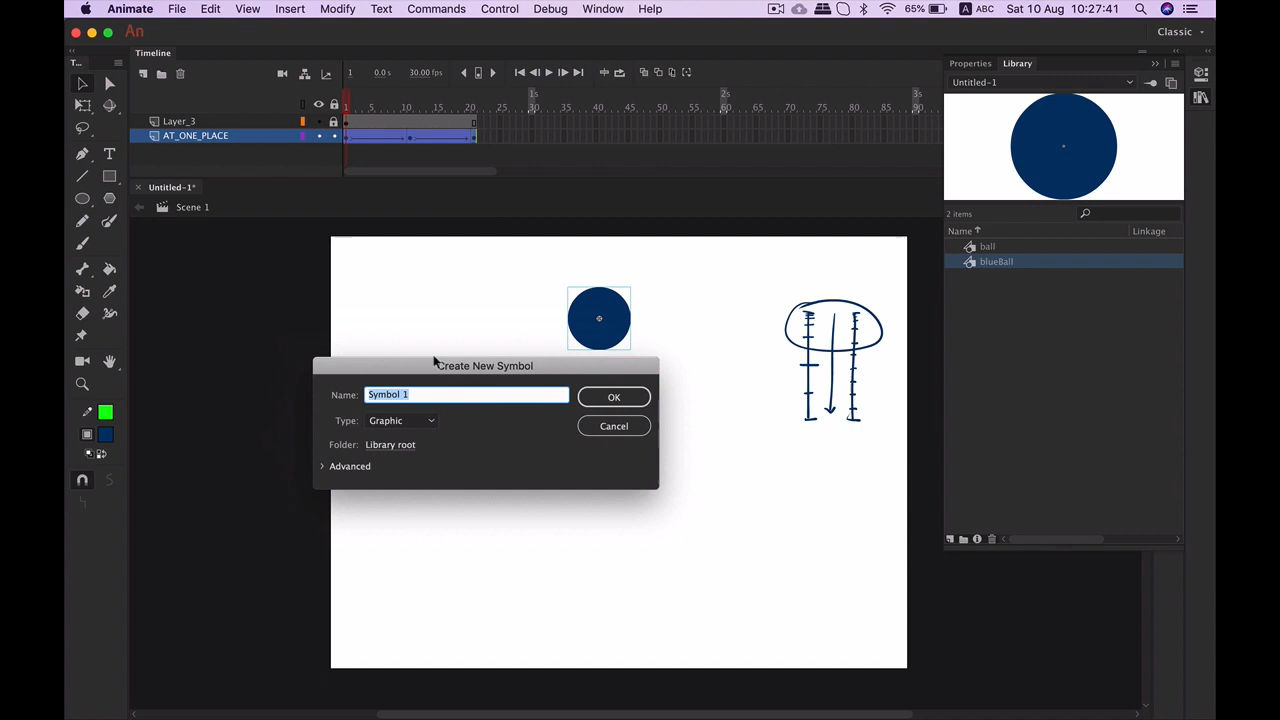 Animate File Edit View Insert Modify Text Commands Control Debug Window Help 65% A ABC Sat 10 Aug 10:27:41
An Classic
T... Timeline
Properties Library
1 0.0s 30.00 fps
Untitled-1
1s 2s 3s
1 5 10 15 20 25 30 35 40 45 50 55 60 65 70 75 80 85 90
Layer_3
AT_ONE_PLACE
Untitled-1*
Scene 1
2 items
Name Linkage
ball
blueBall
Create New Symbol
Name: Symbol 1 OK
Type: Graphic Cancel
Folder: Library root
Advanced